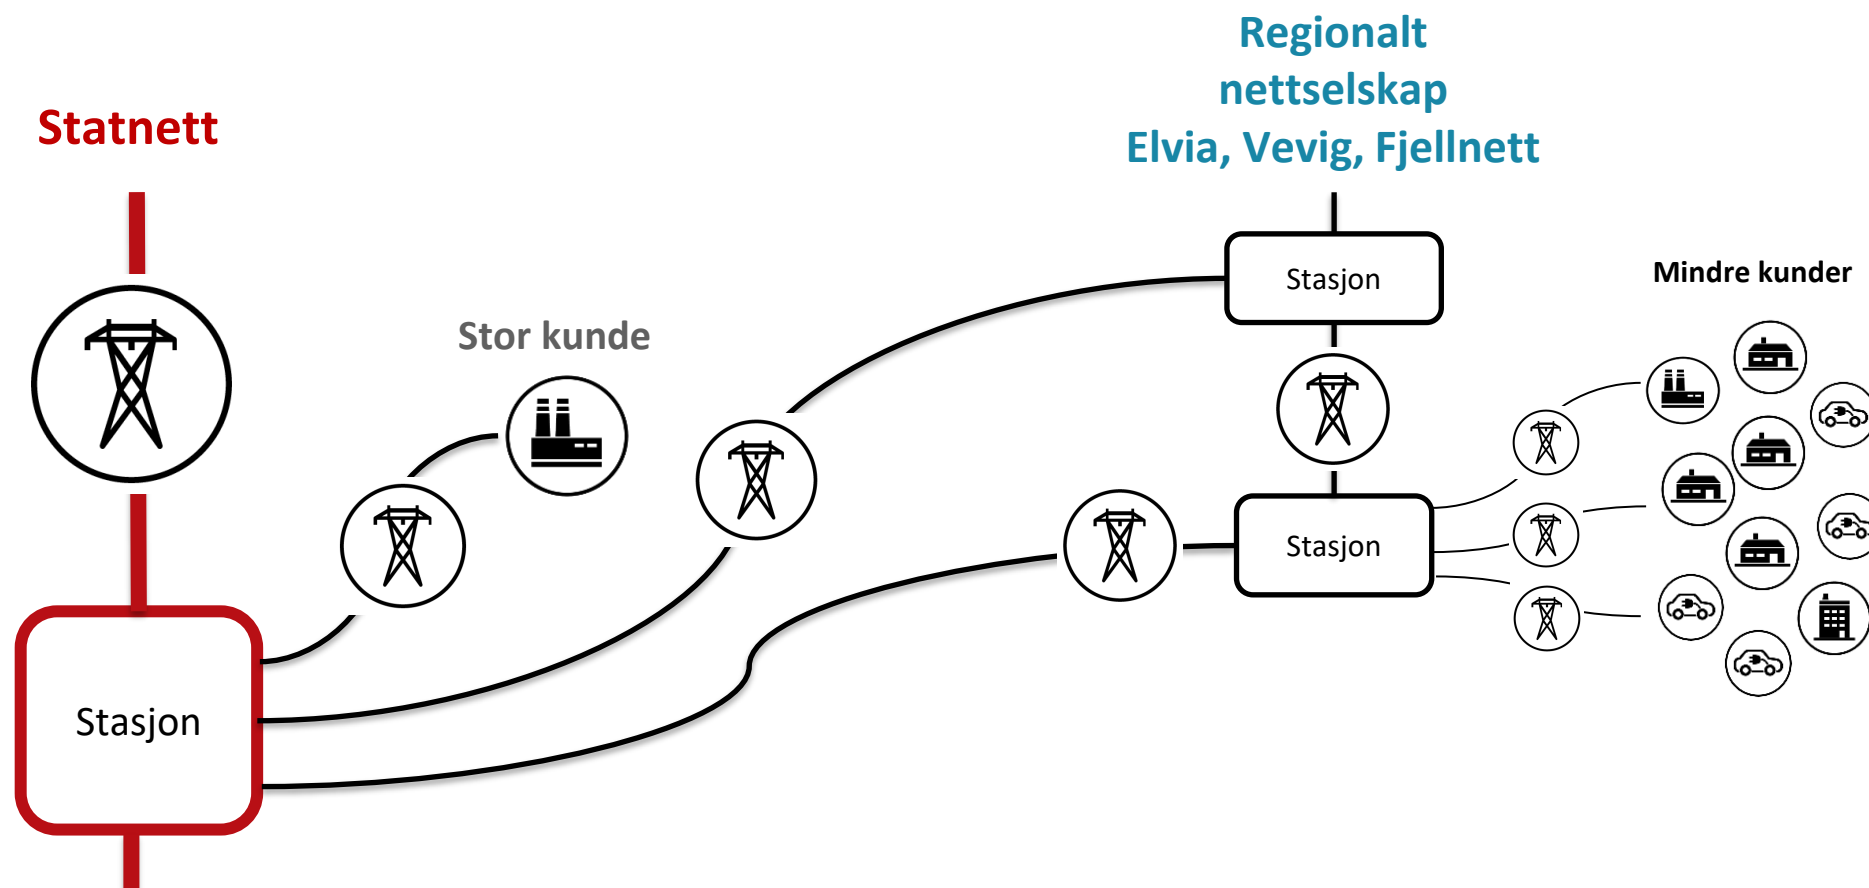 Statnett
Regionalt
nettselskap
Elvia, Vevig, Fjellnett
Stasjon
Mindre kunder
Stor kunde
Stasjon
Stasjon